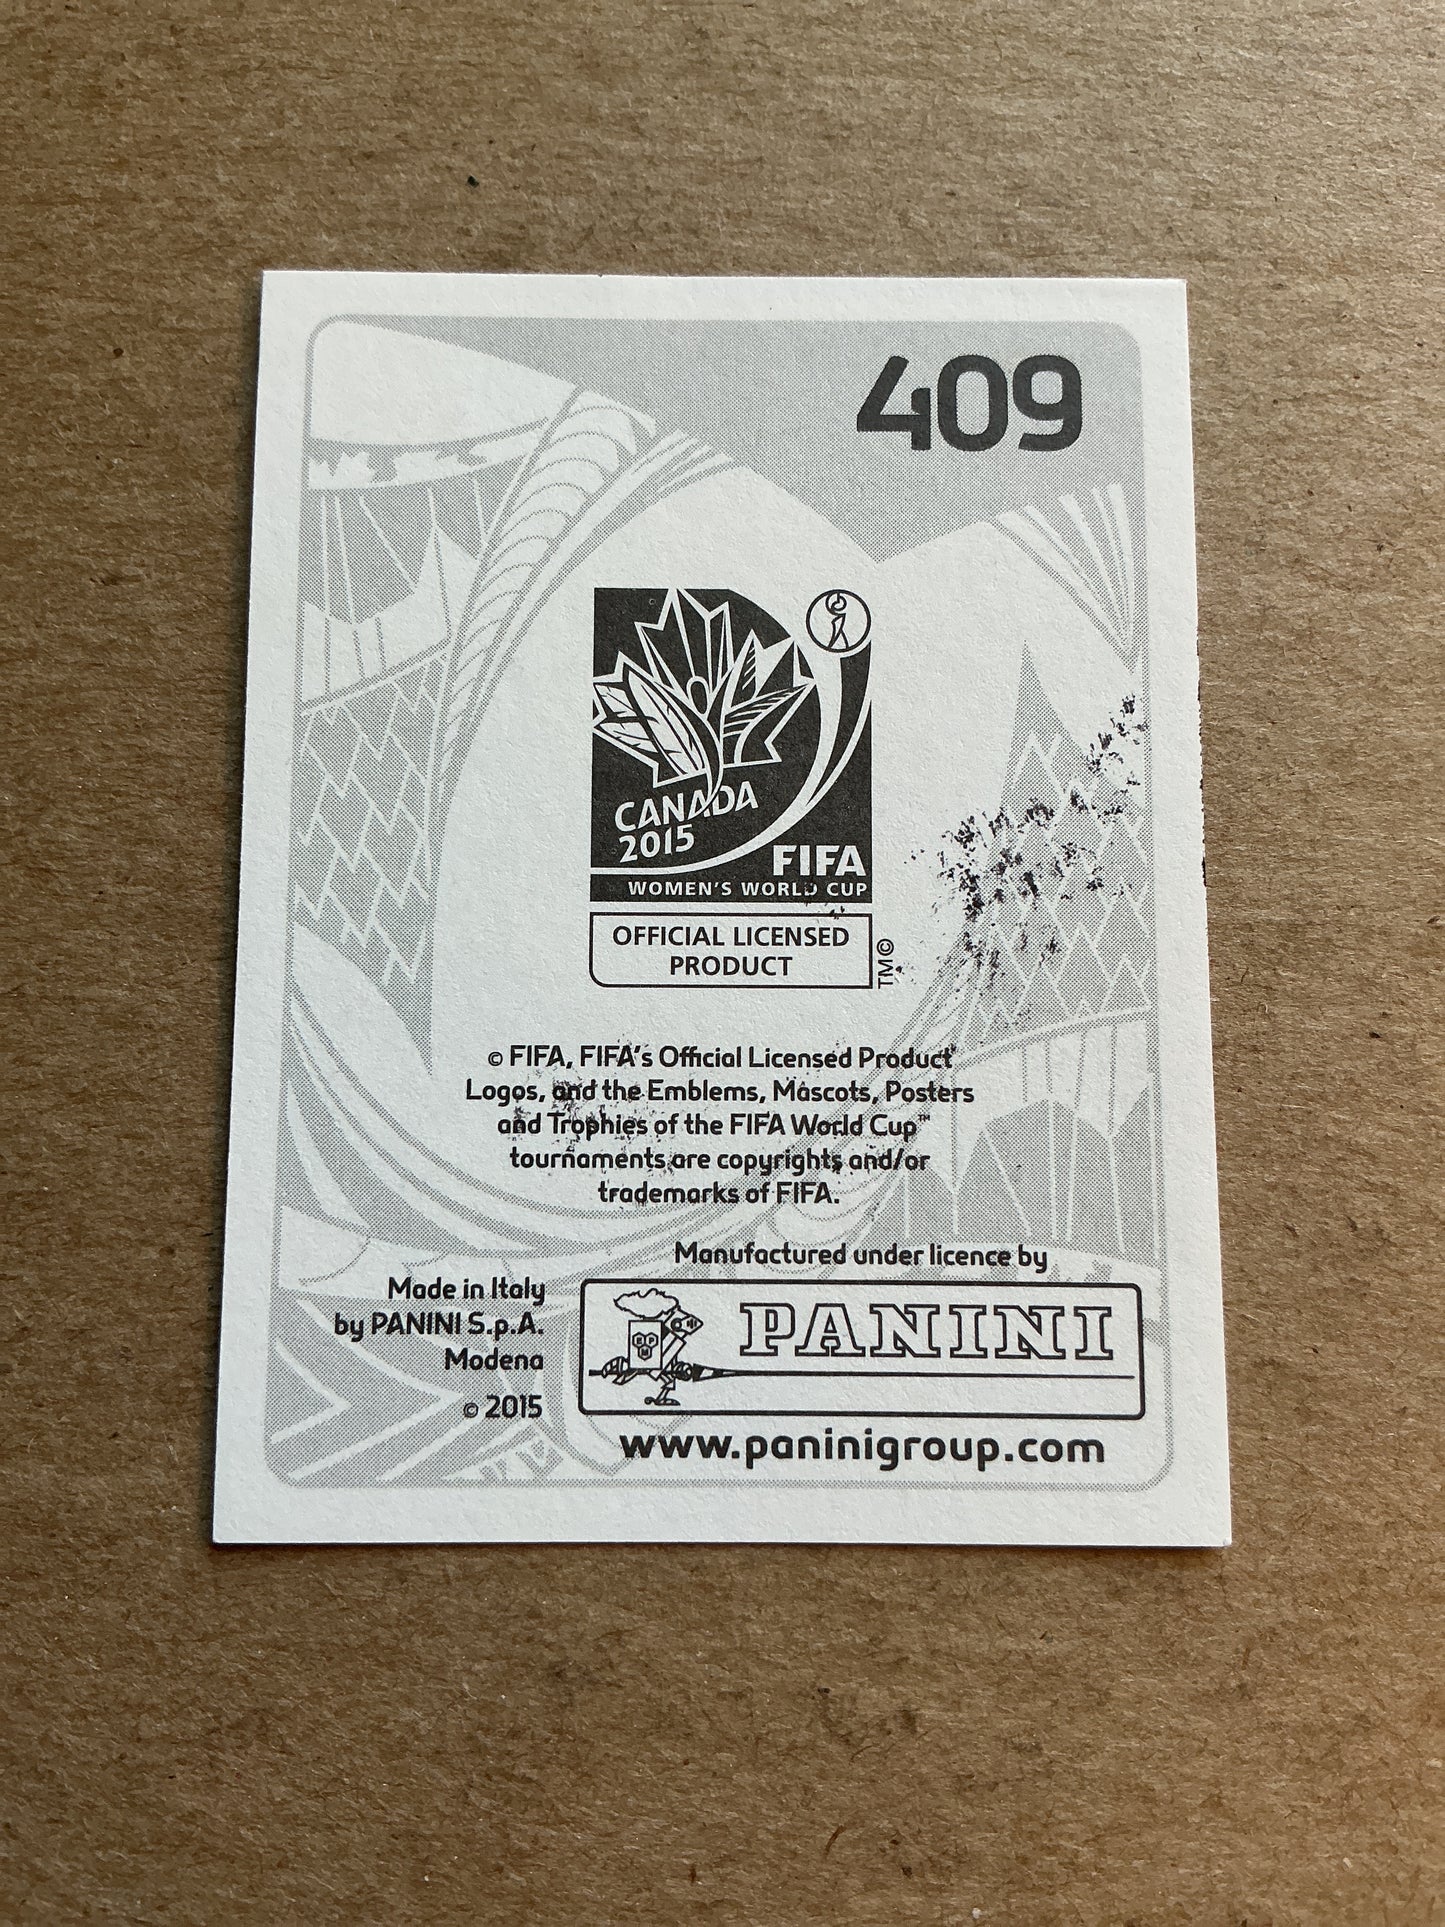 409
CANADA
2015
FIFA
WOMEN'S WORLD CUP
OFFICIAL LICENSED
PRODUCT
TM©
© FIFA, FIFA's Official Licensed Product
Logos, and the Emblems, Mascots, Posters
and Trophies of the FIFA World Cup™
tournaments are copyrights and/or
trademarks of FIFA.
Manufactured under licence by
Made in Italy
by PANINI S.p.A.
Modena
© 2015
PANINI
www.paninigroup.com